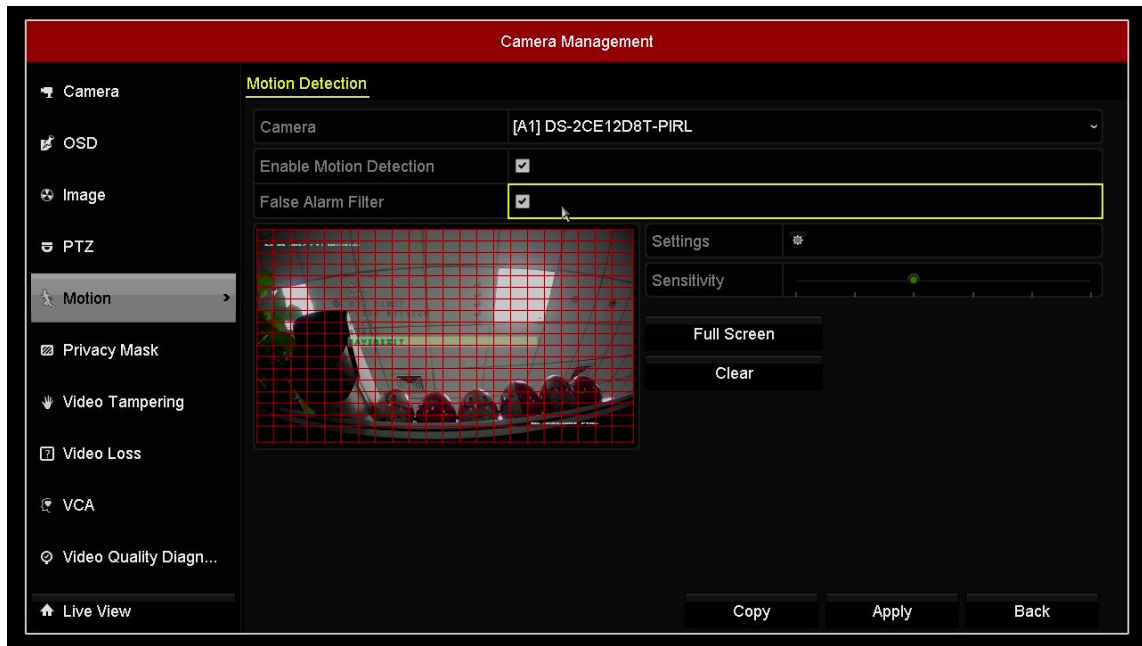 Camera Management
Camera
OSD
Image
PTZ
Motion
Privacy Mask
Video Tampering
Video Loss
VCA
Video Quality Diagn...
Live View
Motion Detection
Camera [A1] DS-2CE12D8T-PIRL
Enable Motion Detection
False Alarm Filter
Settings
Sensitivity
Full Screen
Clear
Copy Apply Back